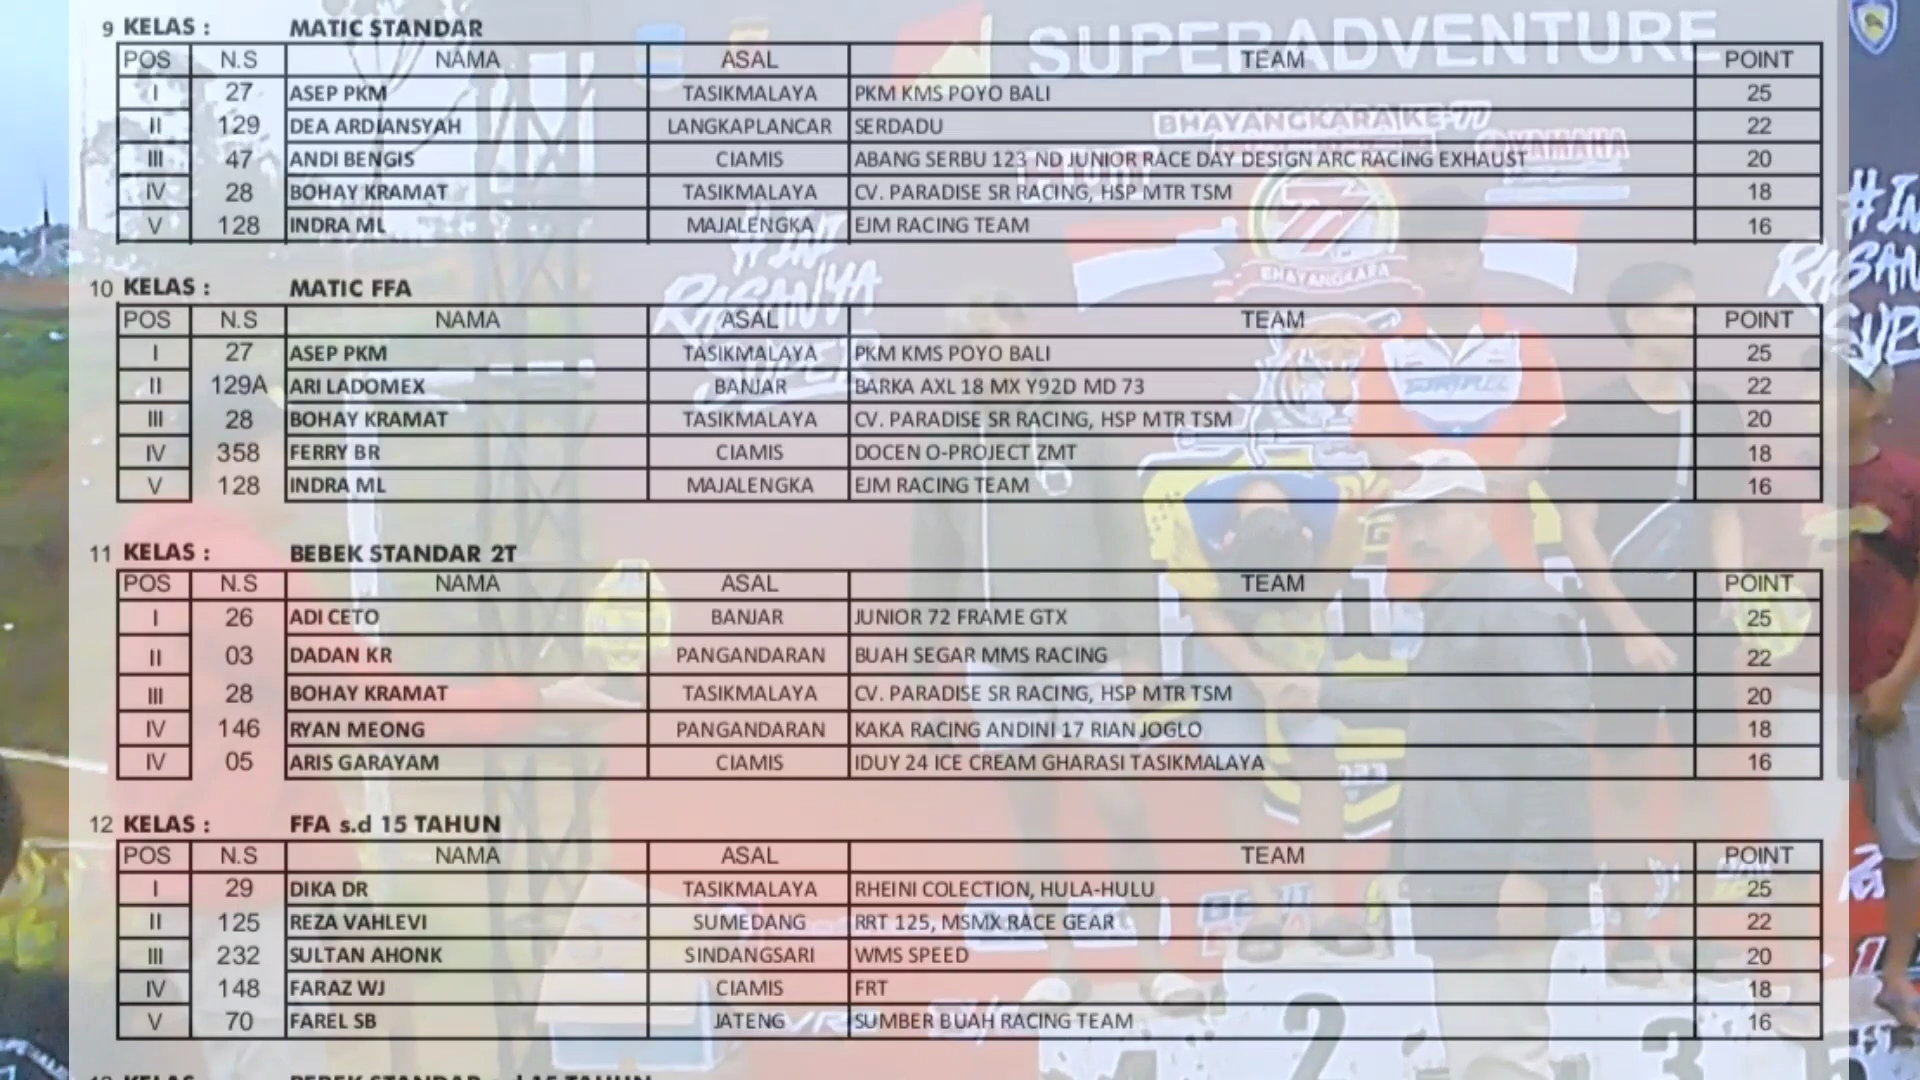 9 KELAS : MATIC STANDAR
POS N.S NAMA ASAL TEAM POINT
I 27 ASEP PKM TASIKMALAYA PKM KMS POYO BALI 25
II 129 DEA ARDIANSYAH LANGKAPLANCAR SERDADU 22
III 47 ANDI BENGIS CIAMIS ABANG SERBU 123 ND JUNIOR RACE DAY DESIGN ARC RACING EXHAUST 20
IV 28 BOHAY KRAMAT TASIKMALAYA CV. PARADISE SR RACING, HSP MTR TSM 18
V 128 INDRA ML MAJALENGKA EJM RACING TEAM 16
10 KELAS : MATIC FFA
POS N.S NAMA ASAL TEAM POINT
I 27 ASEP PKM TASIKMALAYA PKM KMS POYO BALI 25
II 129A ARI LADOMEX BANJAR BARKA AXL 18 MX Y92D MD 73 22
III 28 BOHAY KRAMAT TASIKMALAYA CV. PARADISE SR RACING, HSP MTR TSM 20
IV 358 FERRY BR CIAMIS DOCEN O-PROJECT ZMT 18
V 128 INDRA ML MAJALENGKA EJM RACING TEAM 16
11 KELAS : BEBEK STANDAR 2T
POS N.S NAMA ASAL TEAM POINT
I 26 ADI CETO BANJAR JUNIOR 72 FRAME GTX 25
II 03 DADAN KR PANGANDARAN BUAH SEGAR MMS RACING 22
III 28 BOHAY KRAMAT TASIKMALAYA CV. PARADISE SR RACING, HSP MTR TSM 20
IV 146 RYAN MEONG PANGANDARAN KAKA RACING ANDINI 17 RIAN JOGLO 18
IV 05 ARIS GARAYAM CIAMIS IDUY 24 ICE CREAM GHARASI TASIKMALAYA 16
12 KELAS : FFA s.d 15 TAHUN
POS N.S NAMA ASAL TEAM POINT
I 29 DIKA DR TASIKMALAYA RHEINI COLECTION, HULA-HULU 25
II 125 REZA VAHLEVI SUMEDANG RRT 125, MSMX RACE GEAR 22
III 232 SULTAN AHONK SINDANGSARI WMS SPEED 20
IV 148 FARAZ WJ CIAMIS FRT 18
V 70 FAREL SB JATENG SUMBER BUAH RACING TEAM 16
SUPERADVENTURE
BHAYANGKARA KE-77
YAMAHA
77
BHAYANGKARA
#IN
RASANYA
SUPER
2
3